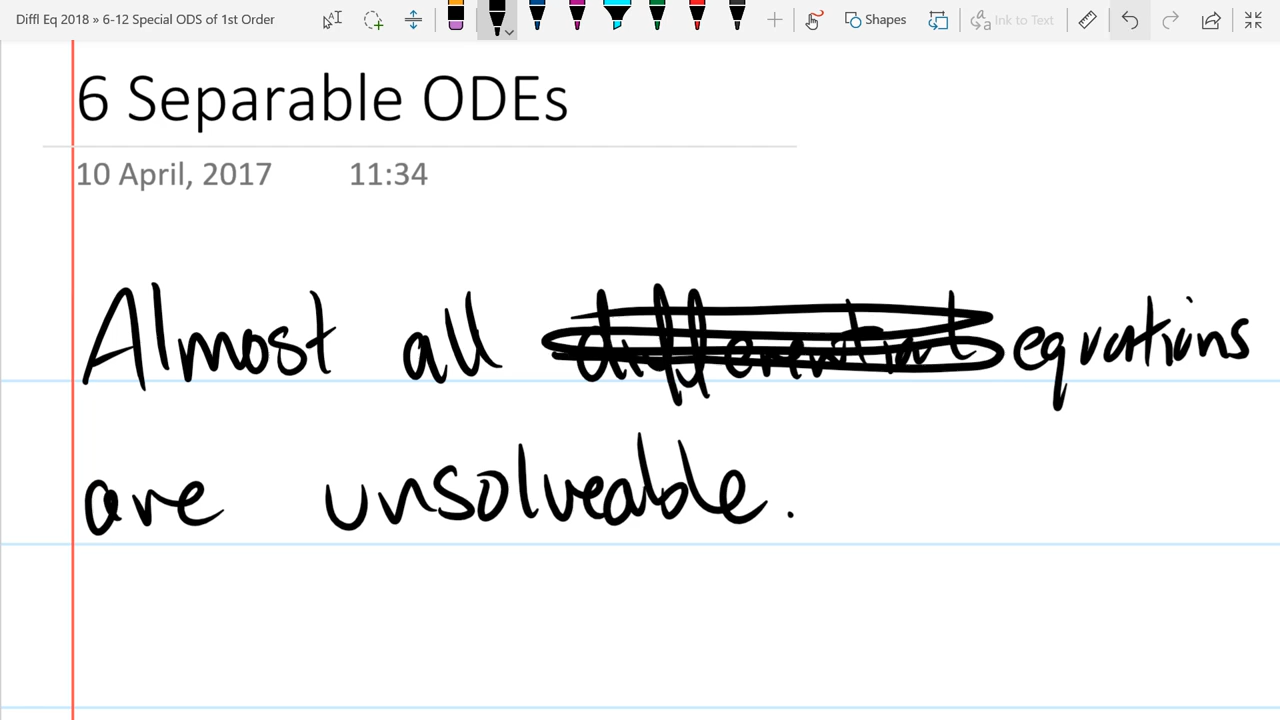 Diffl Eq 2018 » 6-12 Special ODS of 1st Order
Shapes
Ink to Text
6 Separable ODEs
10 April, 2017 11:34
Almost all differential equations
are unsolveable.